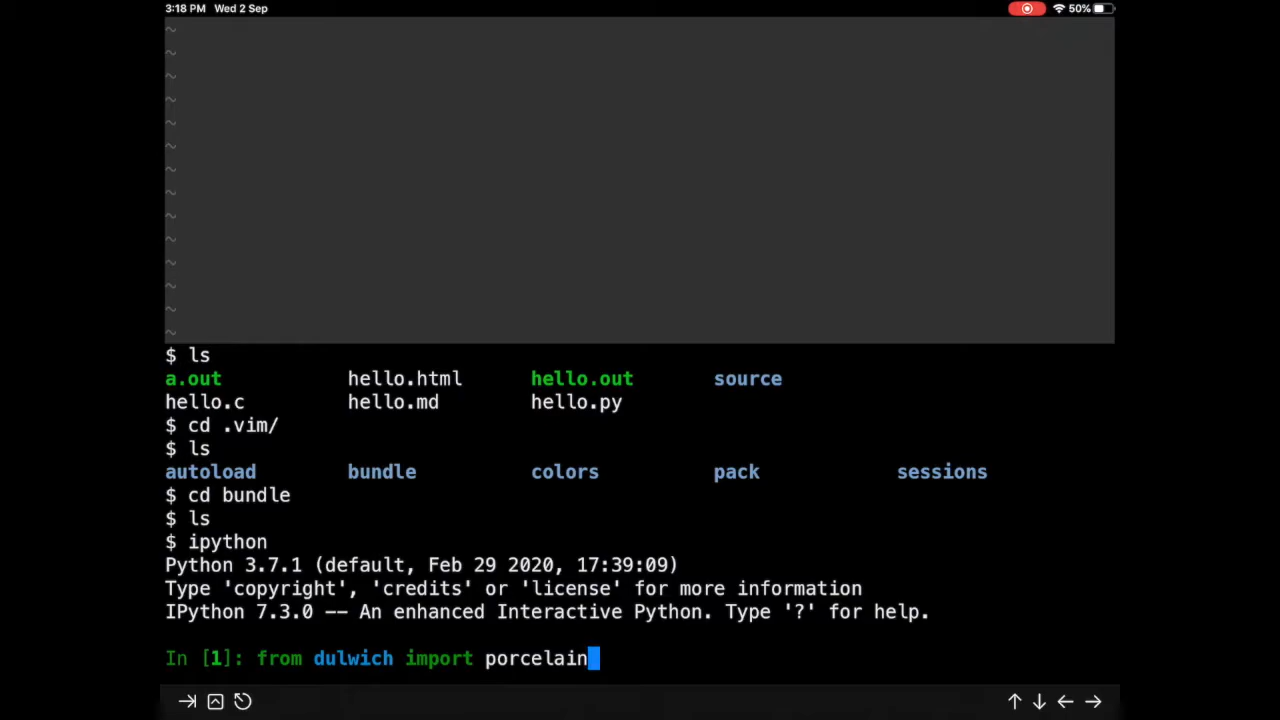 3:18 PM Wed 2 Sep 50%
~
~
~
~
~
~
~
~
~
~
~
~
~
~
$ ls
a.out hello.html hello.out source
hello.c hello.md hello.py
$ cd .vim/
$ ls
autoload bundle colors pack sessions
$ cd bundle
$ ls
$ ipython
Python 3.7.1 (default, Feb 29 2020, 17:39:09)
Type 'copyright', 'credits' or 'license' for more information
IPython 7.3.0 -- An enhanced Interactive Python. Type '?' for help.
In [1]: from dulwich import porcelain